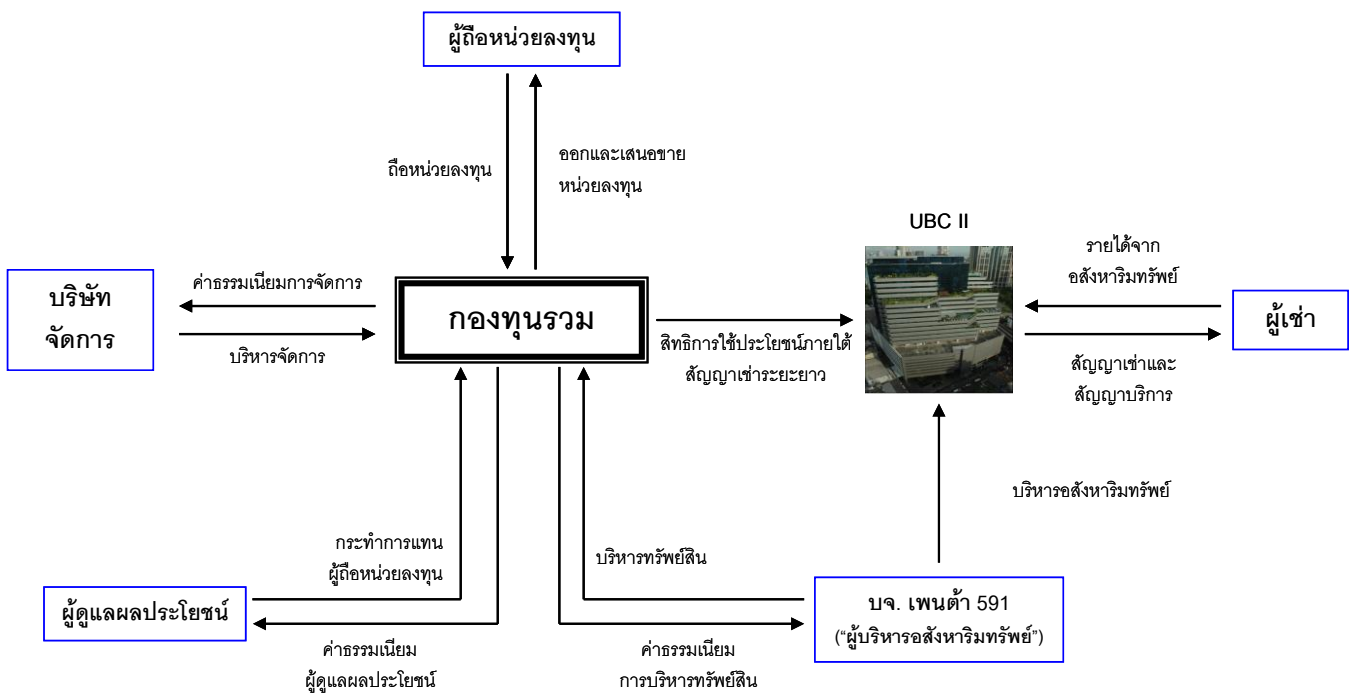 ผู้ถือหน่วยลงทุน
ถือหน่วยลงทุน
ออกและเสนอขาย
หน่วยลงทุน
UBC II
รายได้จาก
อสังหาริมทรัพย์
บริษัท
จัดการ
ค่าธรรมเนียมการจัดการ
บริหารจัดการ
กองทุนรวม
สิทธิการใช้ประโยชน์ภายใต้
สัญญาเช่าระยะยาว
ผู้เช่า
สัญญาเช่าและ
สัญญาบริการ
บริหารอสังหาริมทรัพย์
กระทำการแทน
ผู้ถือหน่วยลงทุน
บริหารทรัพย์สิน
ผู้ดูแลผลประโยชน์
บจ. เพนต้า 591
(“ผู้บริหารอสังหาริมทรัพย์”)
ค่าธรรมเนียม
ผู้ดูแลผลประโยชน์
ค่าธรรมเนียม
การบริหารทรัพย์สิน